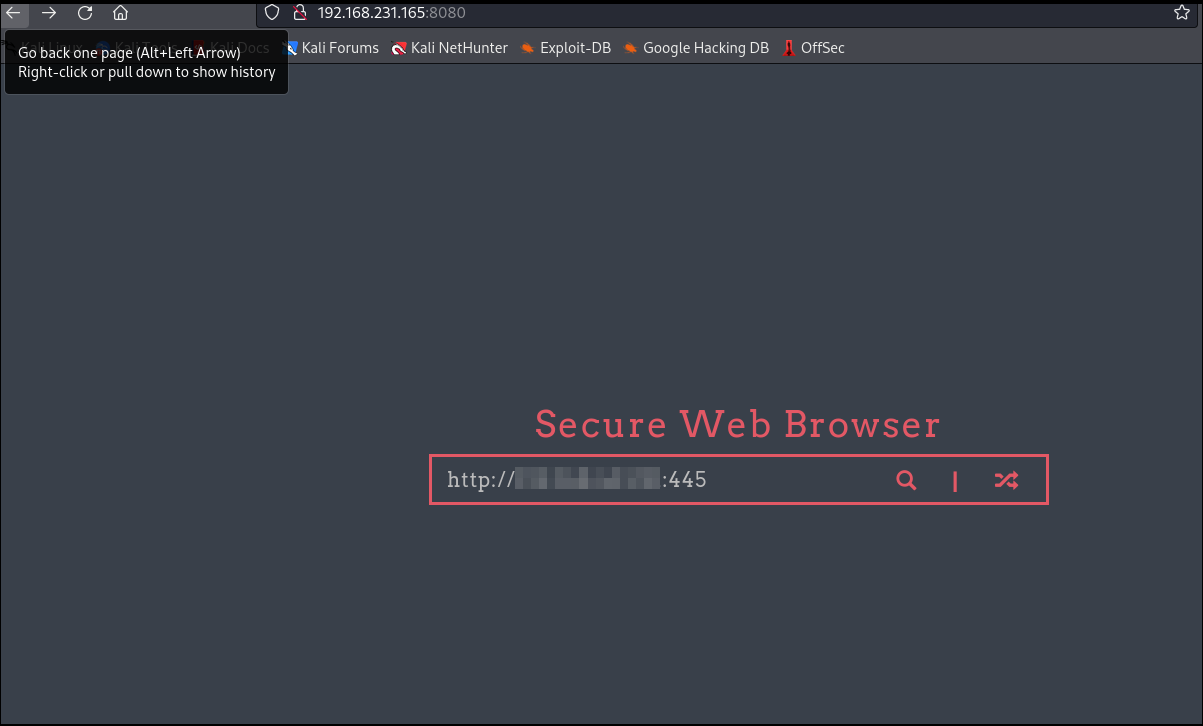 192.168.231.165:8080
Kali Docs Kali Forums Kali NetHunter Exploit-DB Google Hacking DB OffSec
Go back one page (Alt+Left Arrow)
Right-click or pull down to show history
Secure Web Browser
http:// :445